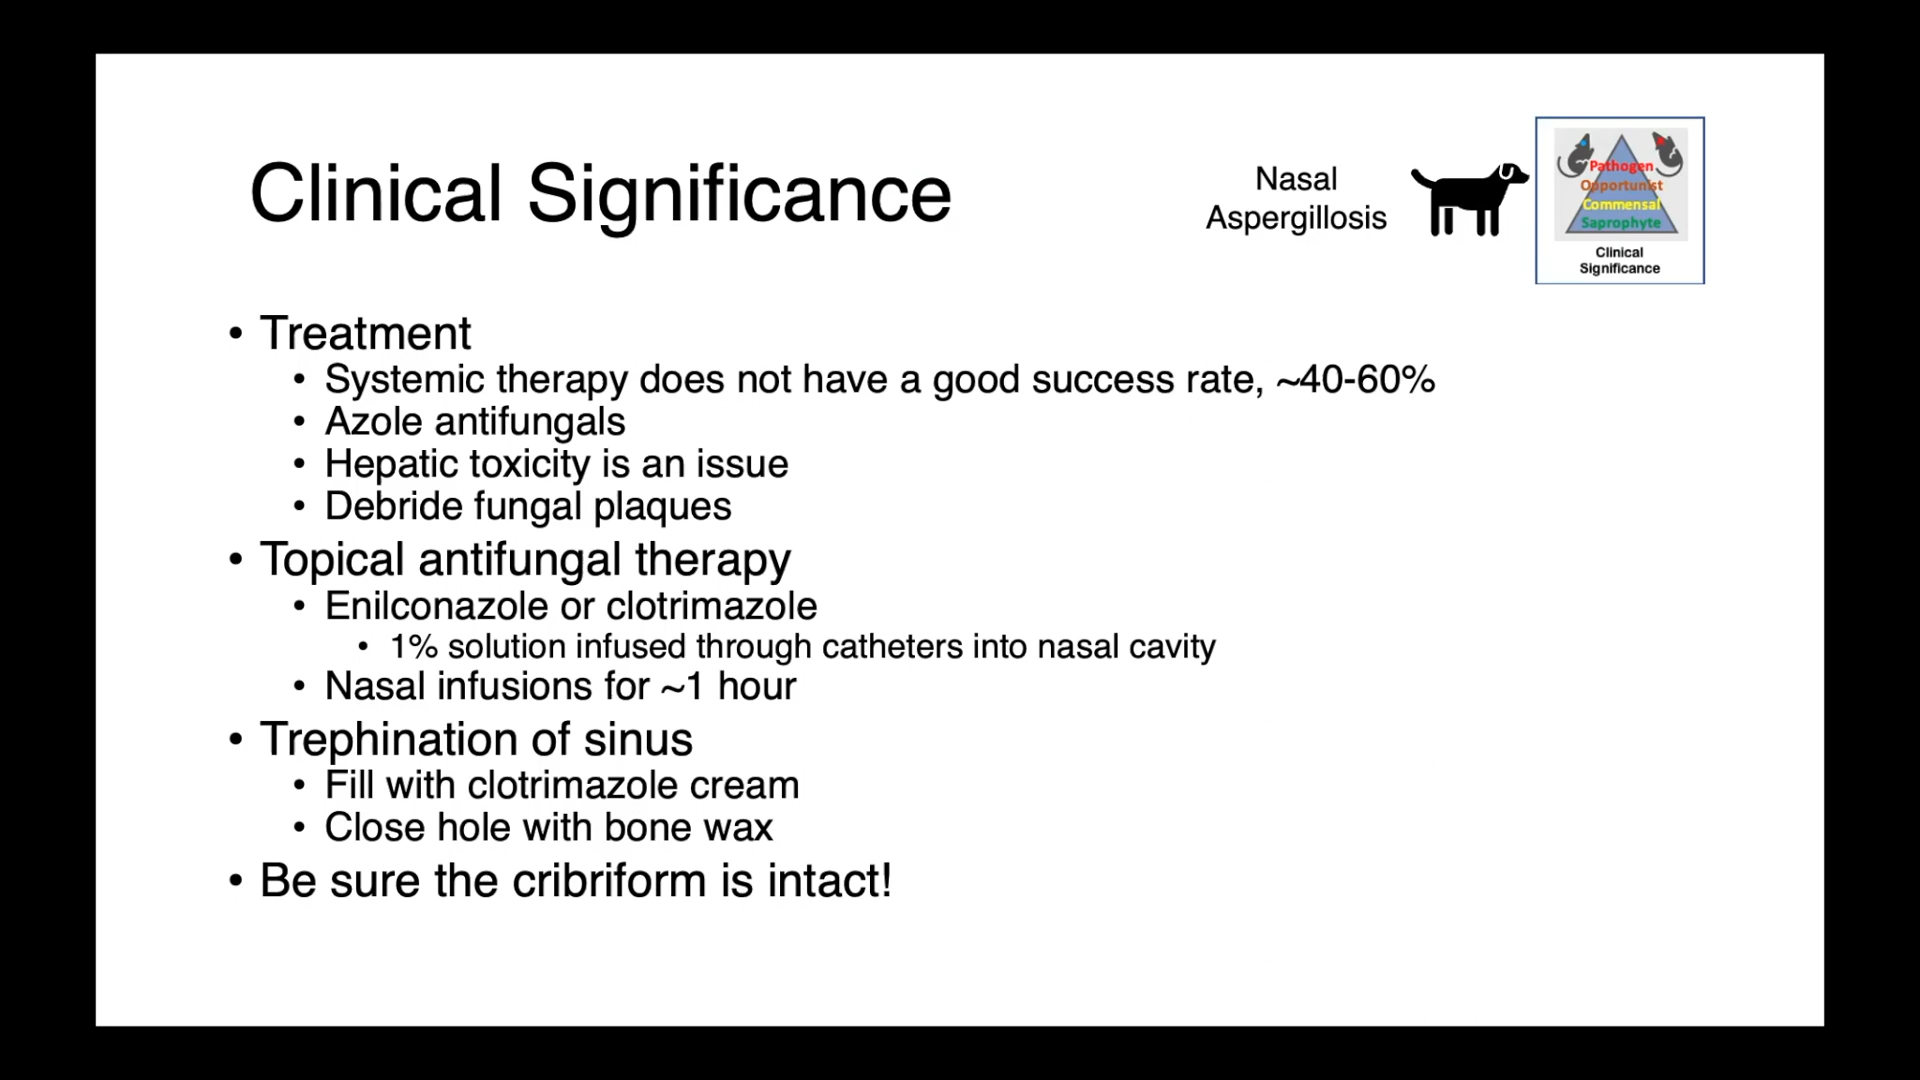 Clinical Significance
Nasal
Aspergillosis
Pathogen
Opportunist
Commensal
Saprophyte
Clinical
Significance
• Treatment
• Systemic therapy does not have a good success rate, ~40-60%
• Azole antifungals
• Hepatic toxicity is an issue
• Debride fungal plaques
• Topical antifungal therapy
• Enilconazole or clotrimazole
• 1% solution infused through catheters into nasal cavity
• Nasal infusions for ~1 hour
• Trephination of sinus
• Fill with clotrimazole cream
• Close hole with bone wax
• Be sure the cribriform is intact!